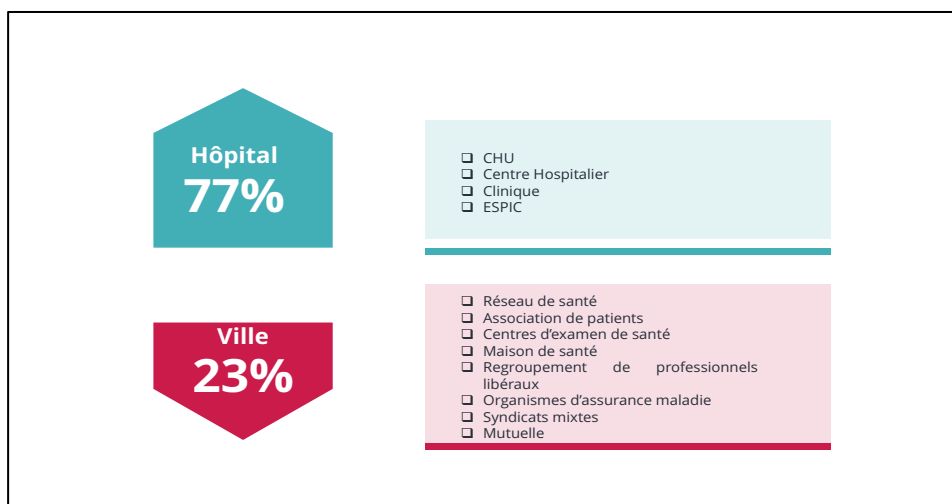 Hôpital
77%
❑ CHU
❑ Centre Hospitalier
❑ Clinique
❑ ESPIC
Ville
23%
❑ Réseau de santé
❑ Association de patients
❑ Centres d’examen de santé
❑ Maison de santé
❑ Regroupement de professionnels
libéraux
❑ Organismes d’assurance maladie
❑ Syndicats mixtes
❑ Mutuelle